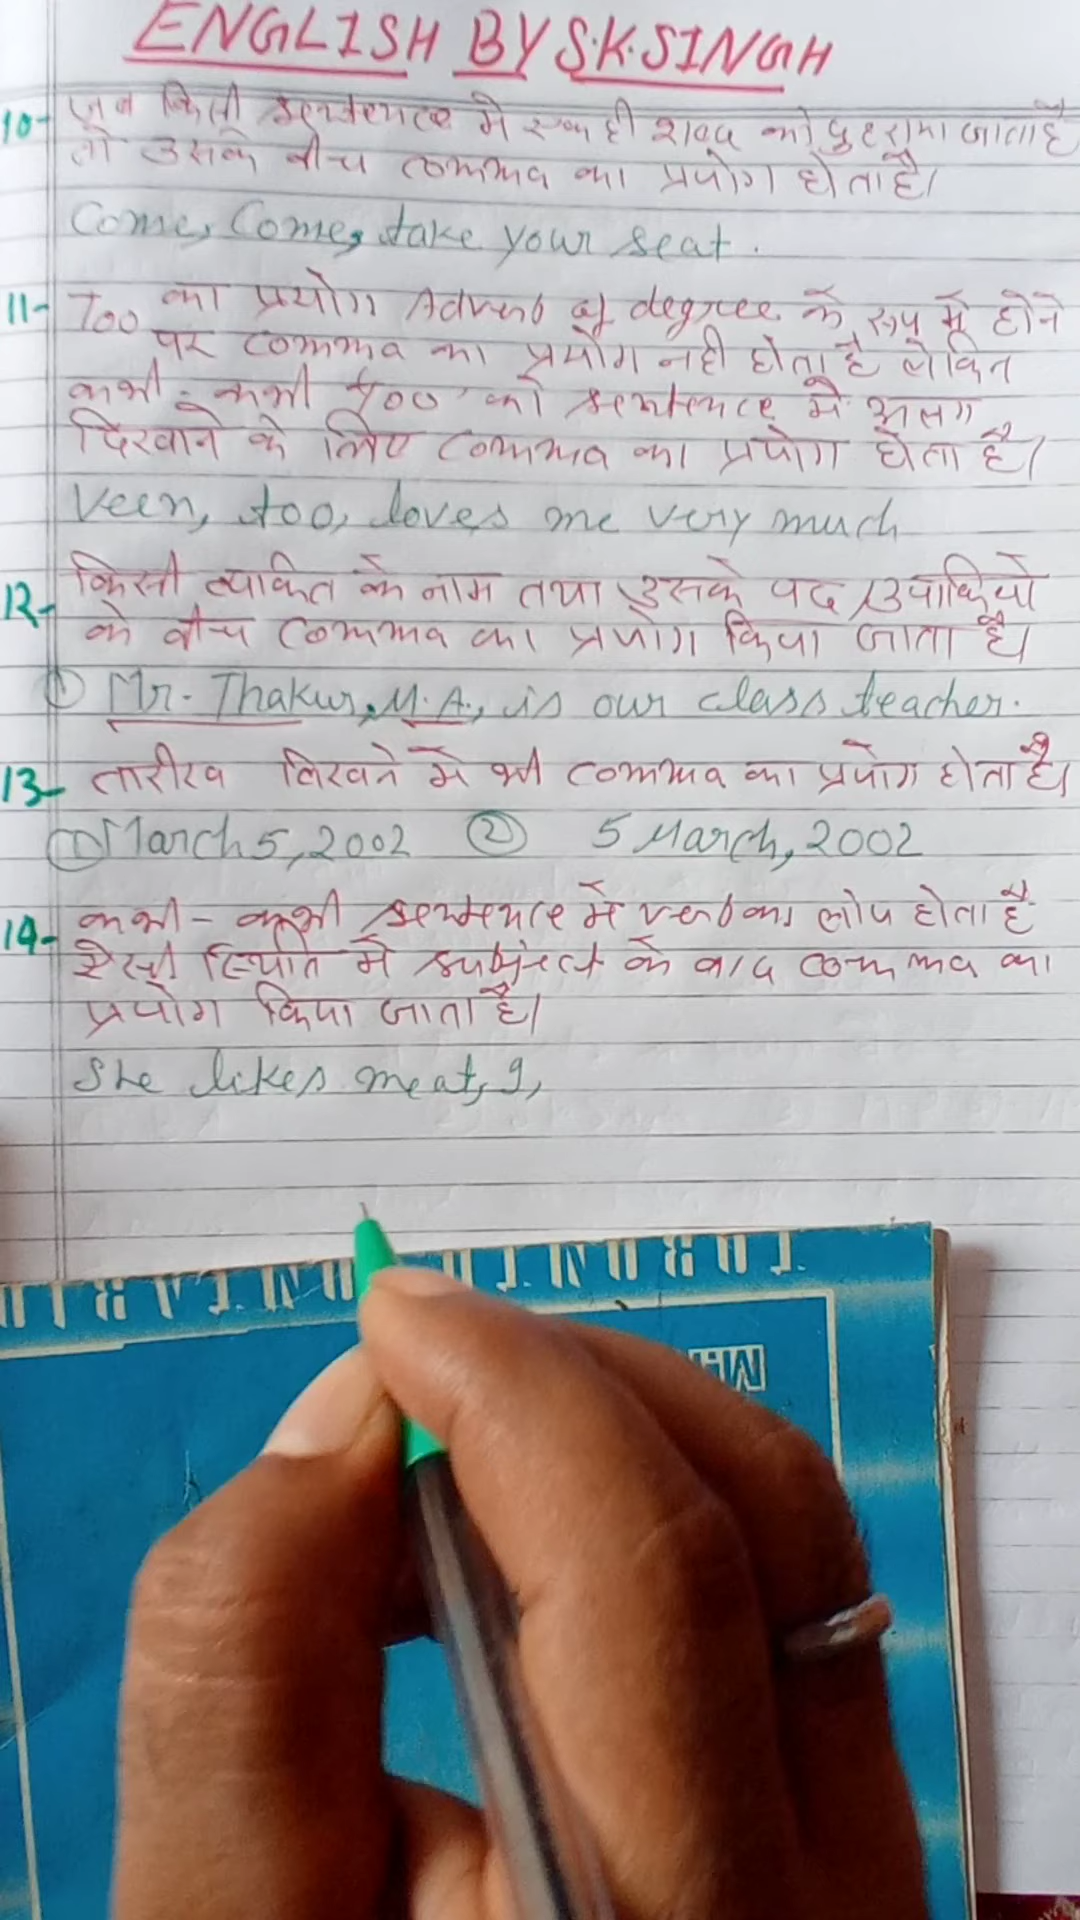 ENGLISH BY S.K.SINGH
10- जब किसी sentence मे एक ही शब्द को दुहराया जाता है
तो उसके बीच comma का प्रयोग होता है।
Come, Come, take your seat.
11- Too का प्रयोग Adverb of degree के रूप में होने
पर comma का प्रयोग नही होता है लेकिन
कभी-कभी too को sentence मे अलग
दिखाने के लिए comma का प्रयोग होता है।
Veen, too, loves me very much
12- किसी व्यक्ति के नाम तथा उसके पद/उपाधियो
के बीच comma का प्रयोग किया जाता है।
① Mr. Thakur, M.A., is our class teacher.
13- तारीख लिखने मे भी comma का प्रयोग होता है।
① March 5, 2002 ② 5 March, 2002
14- कभी-कभी sentence में verb का लोप होता है
ऐसी स्थिति मे subject के बाद comma का
प्रयोग किया जाता है।
She likes meat, I,